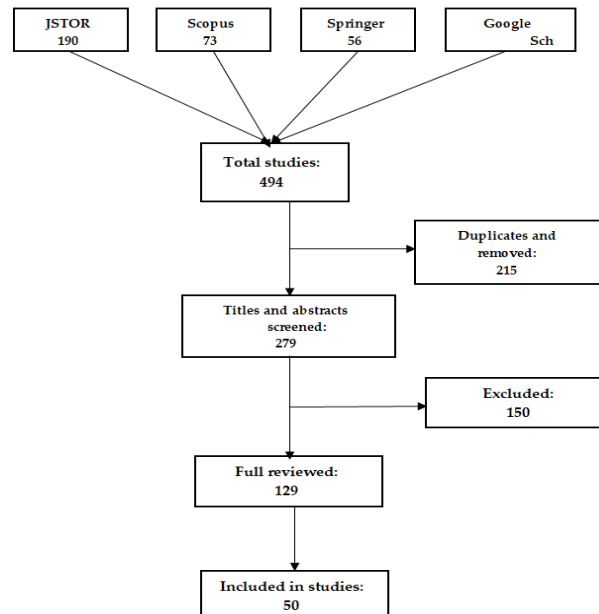 JSTOR
190
Scopus
73
Springer
56
Google
Sch
Total studies:
494
Duplicates and
removed:
215
Titles and abstracts
screened:
279
Excluded:
150
Full reviewed:
129
Included in studies:
50